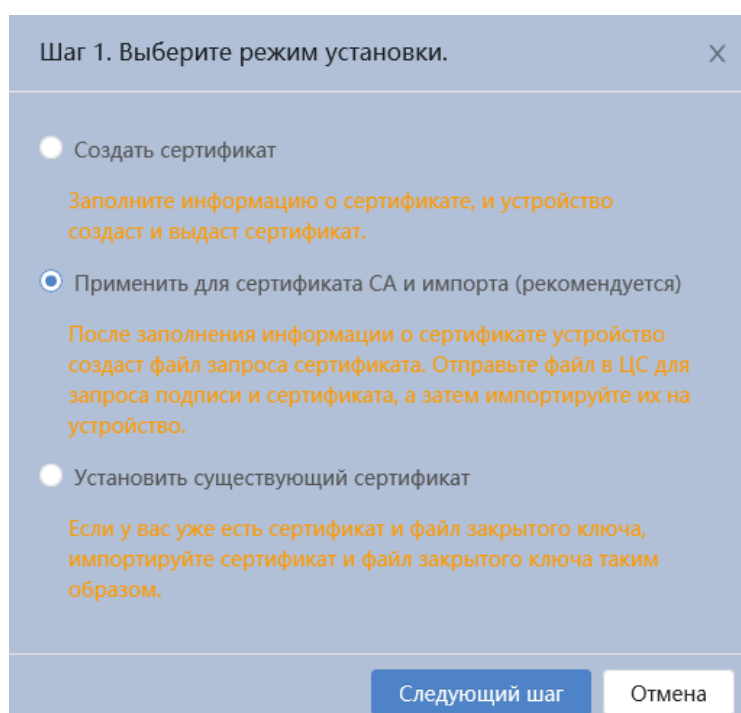 Шаг 1. Выберите режим установки.
Создать сертификат
Заполните информацию о сертификате, и устройство
создаст и выдаст сертификат.
Применить для сертификата CA и импорта (рекомендуется)
После заполнения информации о сертификате устройство
создаст файл запроса сертификата. Отправьте файл в ЦС для
запроса подписи и сертификата, а затем импортируйте их на
устройство.
Установить существующий сертификат
Если у вас уже есть сертификат и файл закрытого ключа,
импортируйте сертификат и файл закрытого ключа таким
образом.
Следующий шаг Отмена